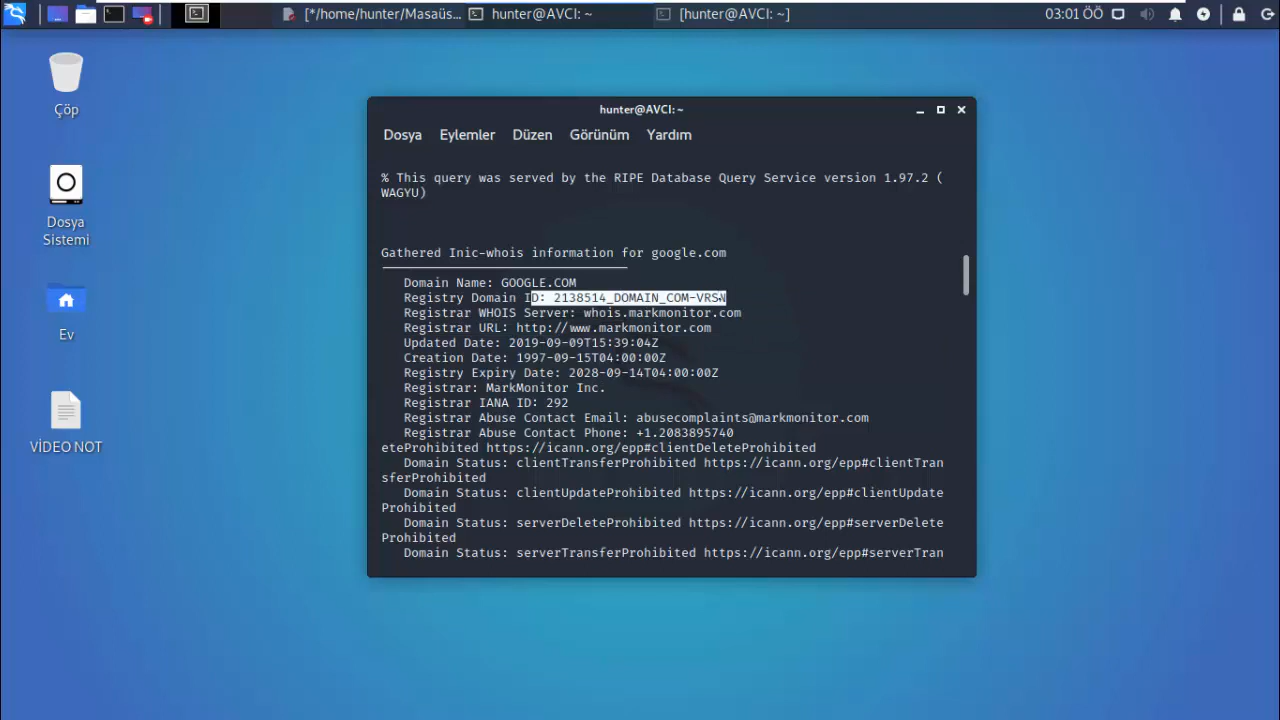 [*/home/hunter/Masaüs...
hunter@AVCI: ~
[hunter@AVCI: ~]
03:01 ÖÖ
Çöp
Dosya
Sistemi
Ev
VİDEO NOT
hunter@AVCI: ~
Dosya Eylemler Düzen Görünüm Yardım
% This query was served by the RIPE Database Query Service version 1.97.2 (
WAGYU)
Gathered Inic-whois information for google.com
Domain Name: GOOGLE.COM
Registry Domain ID: 2138514_DOMAIN_COM-VRSN
Registrar WHOIS Server: whois.markmonitor.com
Registrar URL: http://www.markmonitor.com
Updated Date: 2019-09-09T15:39:04Z
Creation Date: 1997-09-15T04:00:00Z
Registry Expiry Date: 2028-09-14T04:00:00Z
Registrar: MarkMonitor Inc.
Registrar IANA ID: 292
Registrar Abuse Contact Email: abusecomplaints@markmonitor.com
Registrar Abuse Contact Phone: +1.2083895740
eteProhibited https://icann.org/epp#clientDeleteProhibited
Domain Status: clientTransferProhibited https://icann.org/epp#clientTran
sferProhibited
Domain Status: clientUpdateProhibited https://icann.org/epp#clientUpdate
Prohibited
Domain Status: serverDeleteProhibited https://icann.org/epp#serverDelete
Prohibited
Domain Status: serverTransferProhibited https://icann.org/epp#serverTran